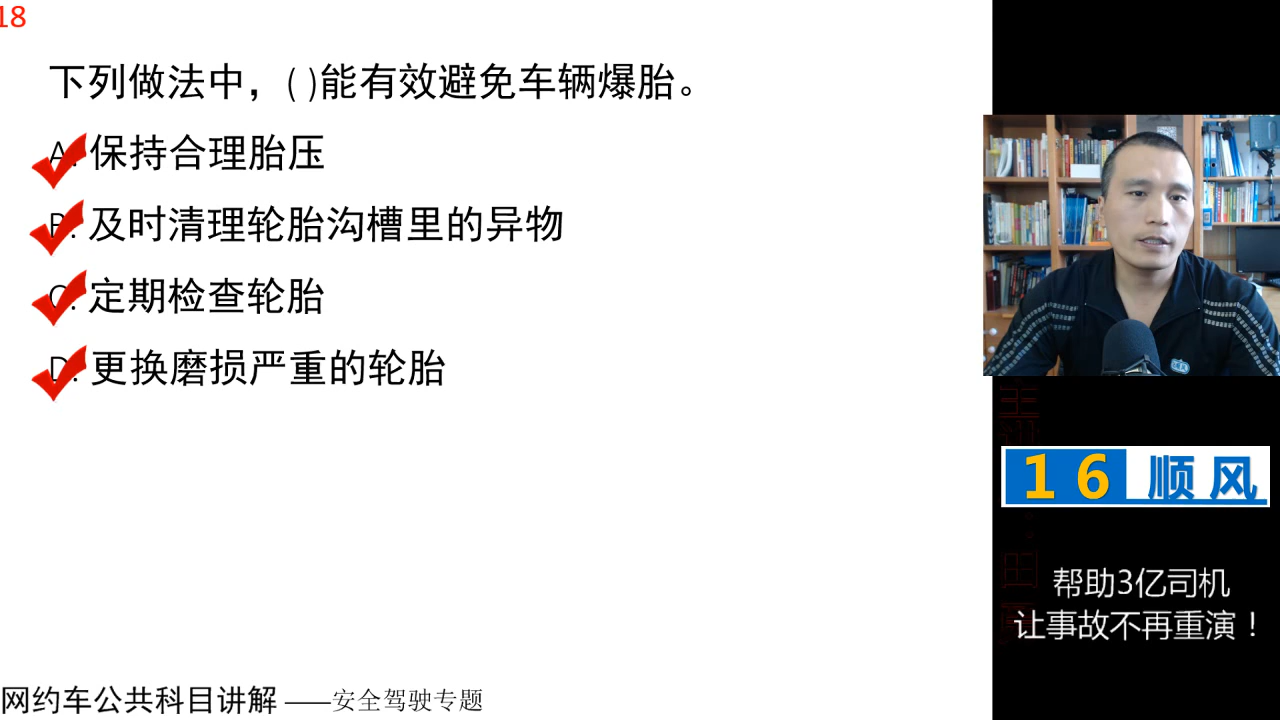 18
下列做法中，( )能有效避免车辆爆胎。
A. 保持合理胎压
B. 及时清理轮胎沟槽里的异物
C. 定期检查轮胎
D. 更换磨损严重的轮胎
16顺风
帮助3亿司机
让事故不再重演！
网约车公共科目讲解 ——安全驾驶专题